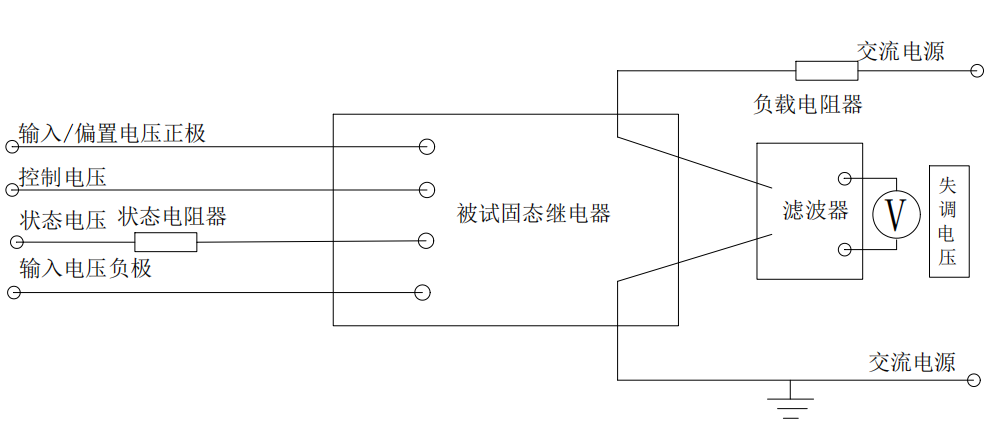 交流电源
负载电阻器
输入/偏置电压正极
控制电压
状态电压
状态电阻器
输入电压负极
被试固态继电器
滤波器
V
失
调
电
压
交流电源